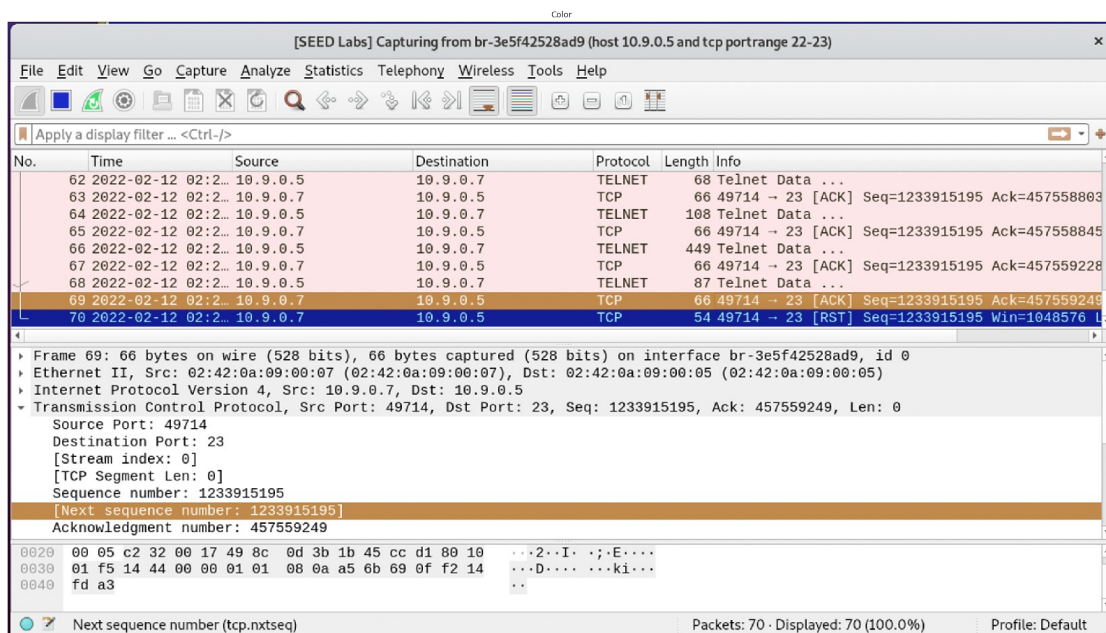 Color
[SEED Labs] Capturing from br-3e5f42528ad9 (host 10.9.0.5 and tcp portrange 22-23)
File Edit View Go Capture Analyze Statistics Telephony Wireless Tools Help
Apply a display filter ... <Ctrl-/>
No. Time Source Destination Protocol Length Info
62 2022-02-12 02:2… 10.9.0.5 10.9.0.7 TELNET 68 Telnet Data ...
63 2022-02-12 02:2… 10.9.0.7 10.9.0.5 TCP 66 49714 → 23 [ACK] Seq=1233915195 Ack=457558803
64 2022-02-12 02:2… 10.9.0.5 10.9.0.7 TELNET 108 Telnet Data ...
65 2022-02-12 02:2… 10.9.0.7 10.9.0.5 TCP 66 49714 → 23 [ACK] Seq=1233915195 Ack=457558845
66 2022-02-12 02:2… 10.9.0.5 10.9.0.7 TELNET 449 Telnet Data ...
67 2022-02-12 02:2… 10.9.0.7 10.9.0.5 TCP 66 49714 → 23 [ACK] Seq=1233915195 Ack=457559228
68 2022-02-12 02:2… 10.9.0.5 10.9.0.7 TELNET 87 Telnet Data ...
69 2022-02-12 02:2… 10.9.0.7 10.9.0.5 TCP 66 49714 → 23 [ACK] Seq=1233915195 Ack=457559249
70 2022-02-12 02:2… 10.9.0.7 10.9.0.5 TCP 54 49714 → 23 [RST] Seq=1233915195 Win=1048576 L
Frame 69: 66 bytes on wire (528 bits), 66 bytes captured (528 bits) on interface br-3e5f42528ad9, id 0
Ethernet II, Src: 02:42:0a:09:00:07 (02:42:0a:09:00:07), Dst: 02:42:0a:09:00:05 (02:42:0a:09:00:05)
Internet Protocol Version 4, Src: 10.9.0.7, Dst: 10.9.0.5
Transmission Control Protocol, Src Port: 49714, Dst Port: 23, Seq: 1233915195, Ack: 457559249, Len: 0
Source Port: 49714
Destination Port: 23
[Stream index: 0]
[TCP Segment Len: 0]
Sequence number: 1233915195
[Next sequence number: 1233915195]
Acknowledgment number: 457559249
0020 00 05 c2 32 00 17 49 8c 0d 3b 1b 45 cc d1 80 10 ···2··I· ·;·E····
0030 01 f5 14 44 00 00 01 01 08 0a a5 6b 69 0f f2 14 ···D···· ···ki···
0040 fd a3 ··
Next sequence number (tcp.nxtseq) Packets: 70 · Displayed: 70 (100.0%) Profile: Default